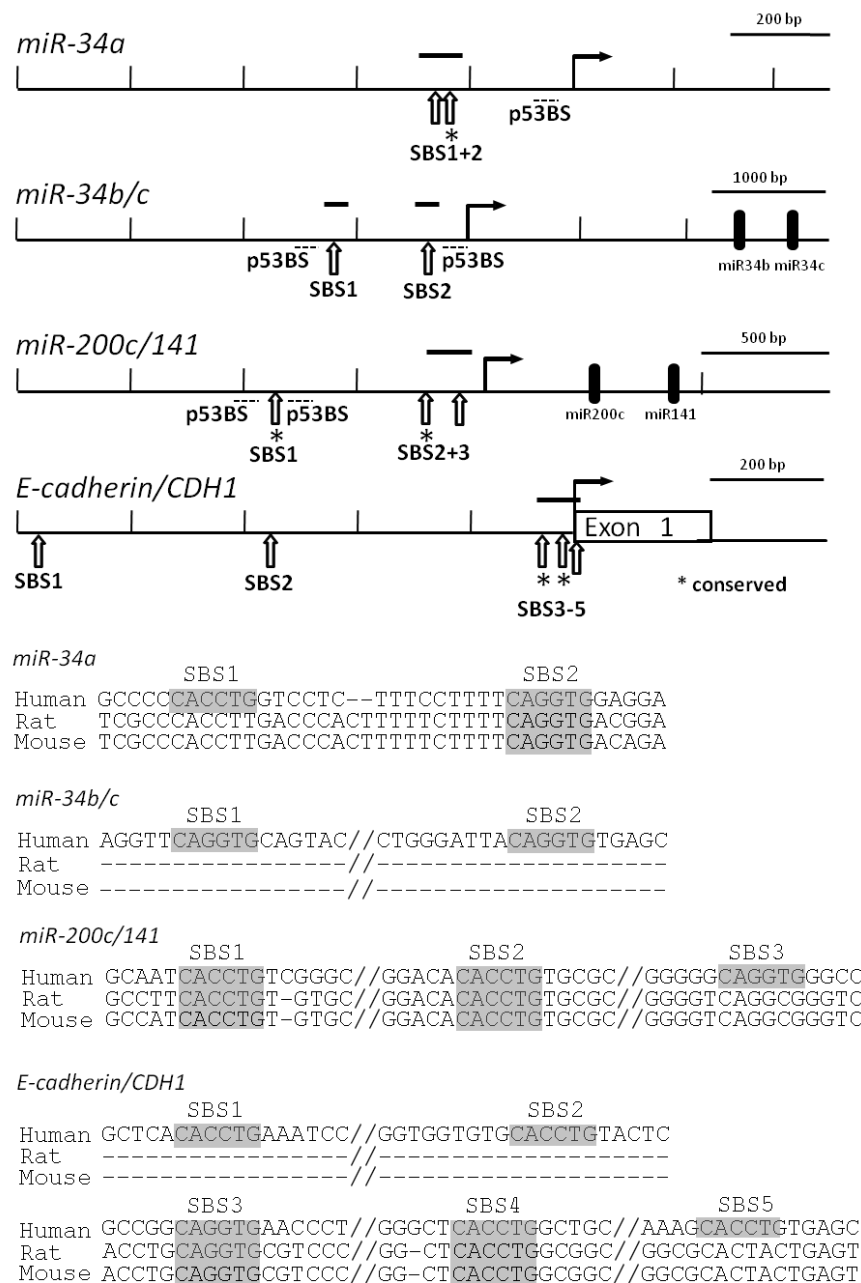 miR-34a
200 bp
p53BS
*
SBS1+2
miR-34b/c
1000 bp
p53BS
p53BS
miR34b miR34c
SBS1
SBS2
miR-200c/141
500 bp
p53BS
p53BS
miR200c
miR141
*
*
SBS1
SBS2+3
E-cadherin/CDH1
200 bp
Exon 1
SBS1
SBS2
* *
* conserved
SBS3-5
miR-34a
SBS1 SBS2
Human GCCCCCACCTGGTCCTC--TTTCCTTTTCAGGTGGAGGA
Rat TCGCCCACCTTGACCCACTTTTTCTTTTCAGGTGACGGA
Mouse TCGCCCACCTTGACCCACTTTTTCTTTTCAGGTGACAGA
miR-34b/c
SBS1 SBS2
Human AGGTTCAGGTGCAGTAC//CTGGGATTACAGGTGTGAGC
Rat -----------------//--------------------
Mouse -----------------//--------------------
miR-200c/141
SBS1 SBS2 SBS3
Human GCAATCACCTGTCGGGC//GGACACACCTGTGCGC//GGGGGCAGGTGGGCC
Rat GCCTTCACCTGT-GTGC//GGACACACCTGTGCGC//GGGGTCAGGCGGGTC
Mouse GCCATCACCTGT-GTGC//GGACACACCTGTGCGC//GGGGTCAGGCGGGTC
E-cadherin/CDH1
SBS1 SBS2
Human GCTCACACCTGAAATCC//GGTGGTGTGCACCTGTACTC
Rat -----------------//--------------------
Mouse -----------------//--------------------
SBS3 SBS4 SBS5
Human GCCGGCAGGTGAACCCT//GGGCTCACCTGGCTGC//AAAGCACCTGTGAGC
Rat ACCTGCAGGTGCGTCCC//GG-CTCACCTGGCGGC//GGCGCACTACTGAGT
Mouse ACCTGCAGGTGCGTCCC//GG-CTCACCTGGCGGC//GGCGCACTACTGAGT